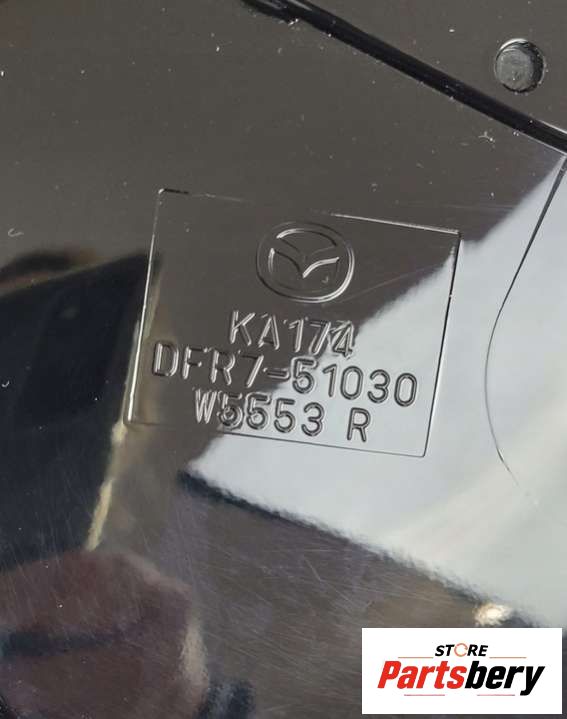 KA174
DFR7-51030
W5553 R
STORE
Partsbery